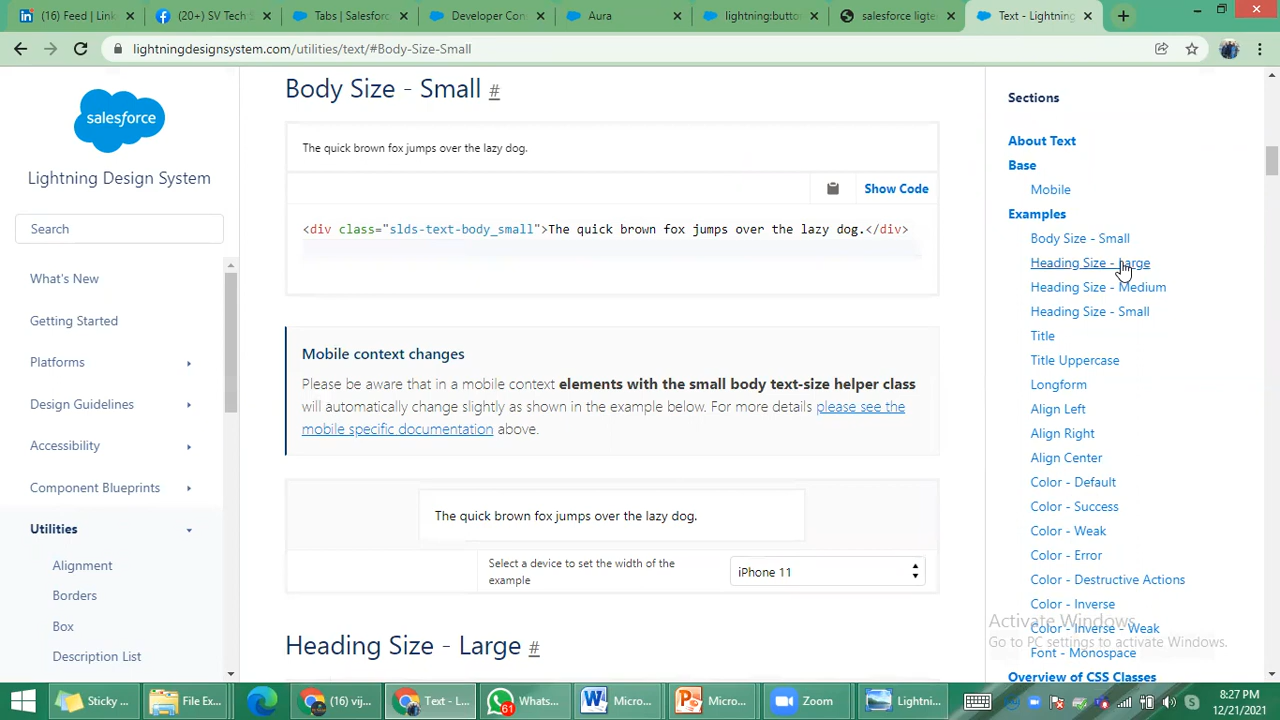 (16) Feed | Link
(20+) SV Tech S
Tabs | Salesforc
Developer Con
Aura
lightning:butto
salesforce ligte
Text - Lightning
lightningdesignsystem.com/utilities/text/#Body-Size-Small
salesforce
Lightning Design System
Search
What's New
Getting Started
Platforms
Design Guidelines
Accessibility
Component Blueprints
Utilities
Alignment
Borders
Box
Description List
Body Size - Small #
The quick brown fox jumps over the lazy dog.
Show Code
<div class="slds-text-body_small">The quick brown fox jumps over the lazy dog.</div>
Mobile context changes
Please be aware that in a mobile context elements with the small body text-size helper class
will automatically change slightly as shown in the example below. For more details please see the
mobile specific documentation above.
The quick brown fox jumps over the lazy dog.
Select a device to set the width of the
example
iPhone 11
Heading Size - Large #
Sections
About Text
Base
Mobile
Examples
Body Size - Small
Heading Size - Large
Heading Size - Medium
Heading Size - Small
Title
Title Uppercase
Longform
Align Left
Align Right
Align Center
Color - Default
Color - Success
Color - Weak
Color - Error
Color - Destructive Actions
Color - Inverse
Color - Inverse - Weak
Font - Monospace
Overview of CSS Classes
Activate Windows
Go to PC settings to activate Windows.
Sticky ...
File Ex...
(16) vij...
Text - L...
61
Whats...
Micro...
Micro...
Zoom
Lightni...
8:27 PM
12/21/2021